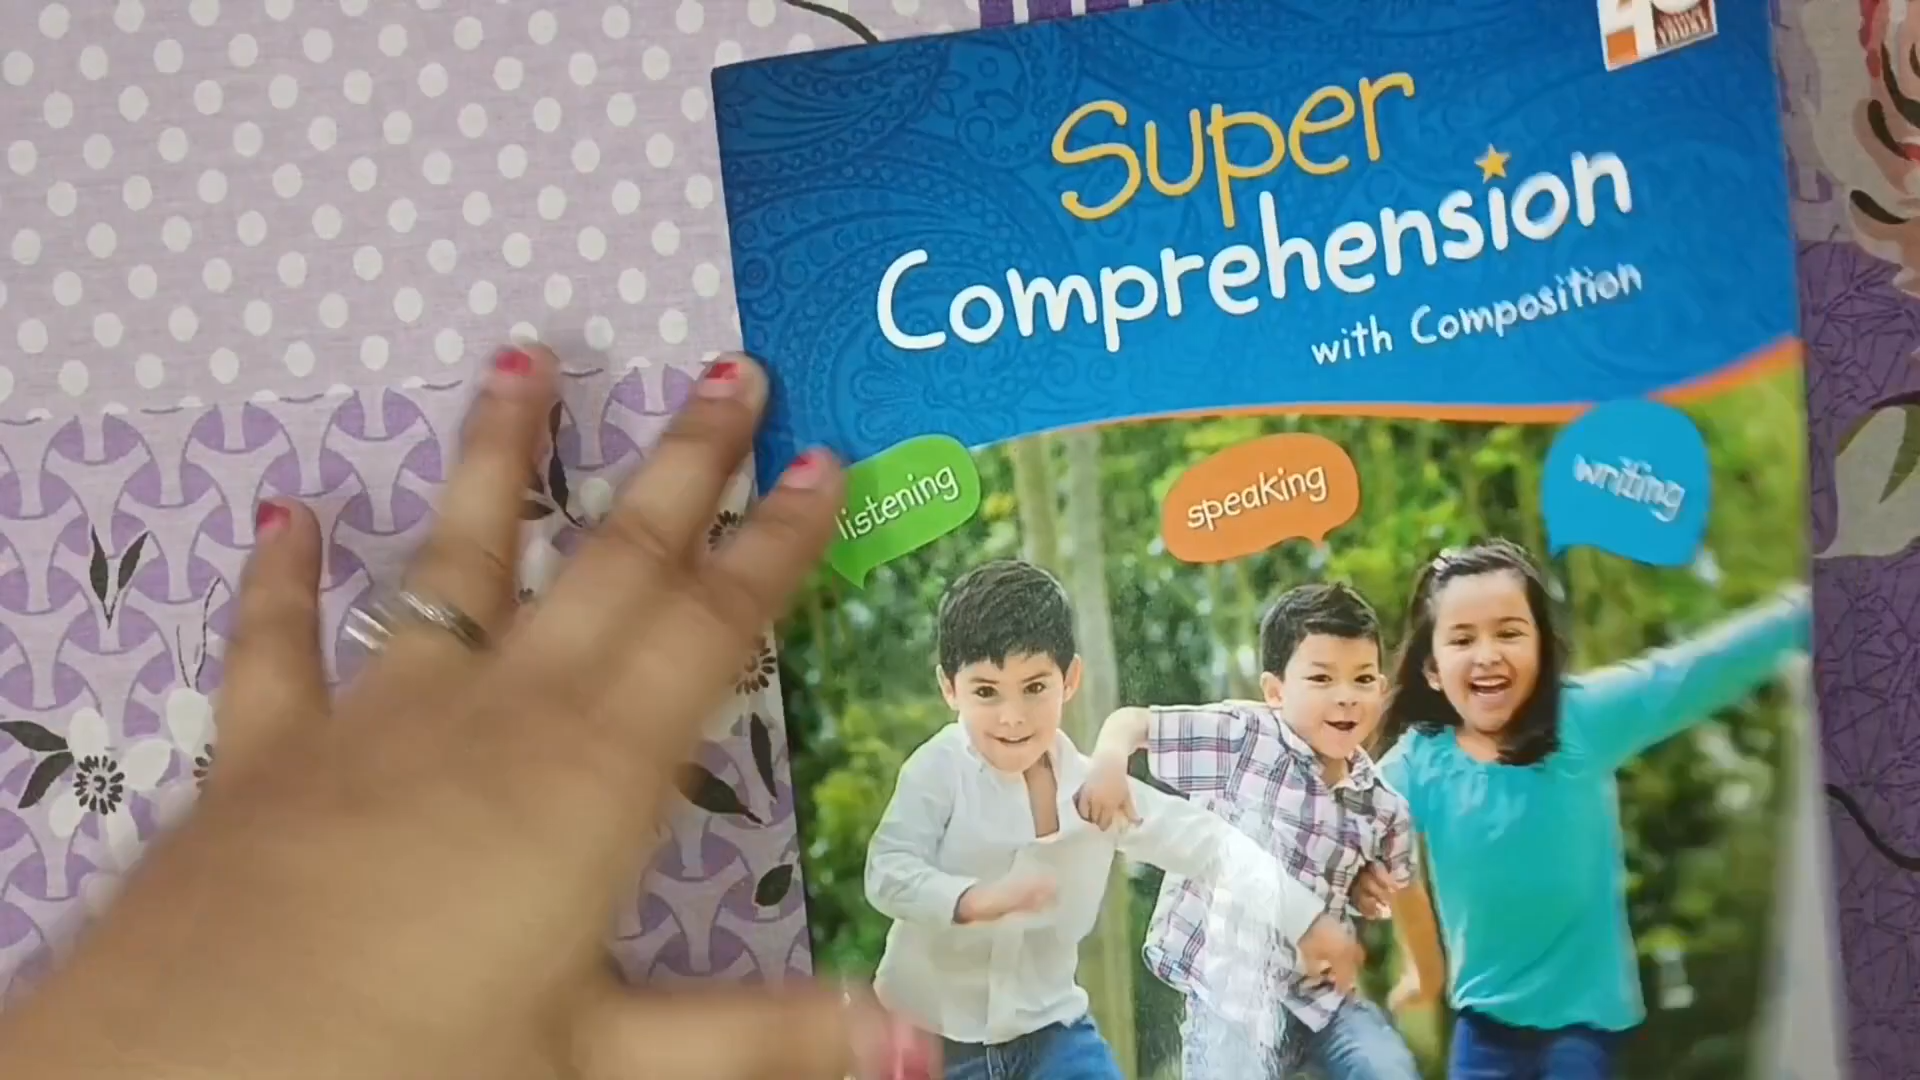 Super
Comprehension
with Composition
listening
speaking
writing